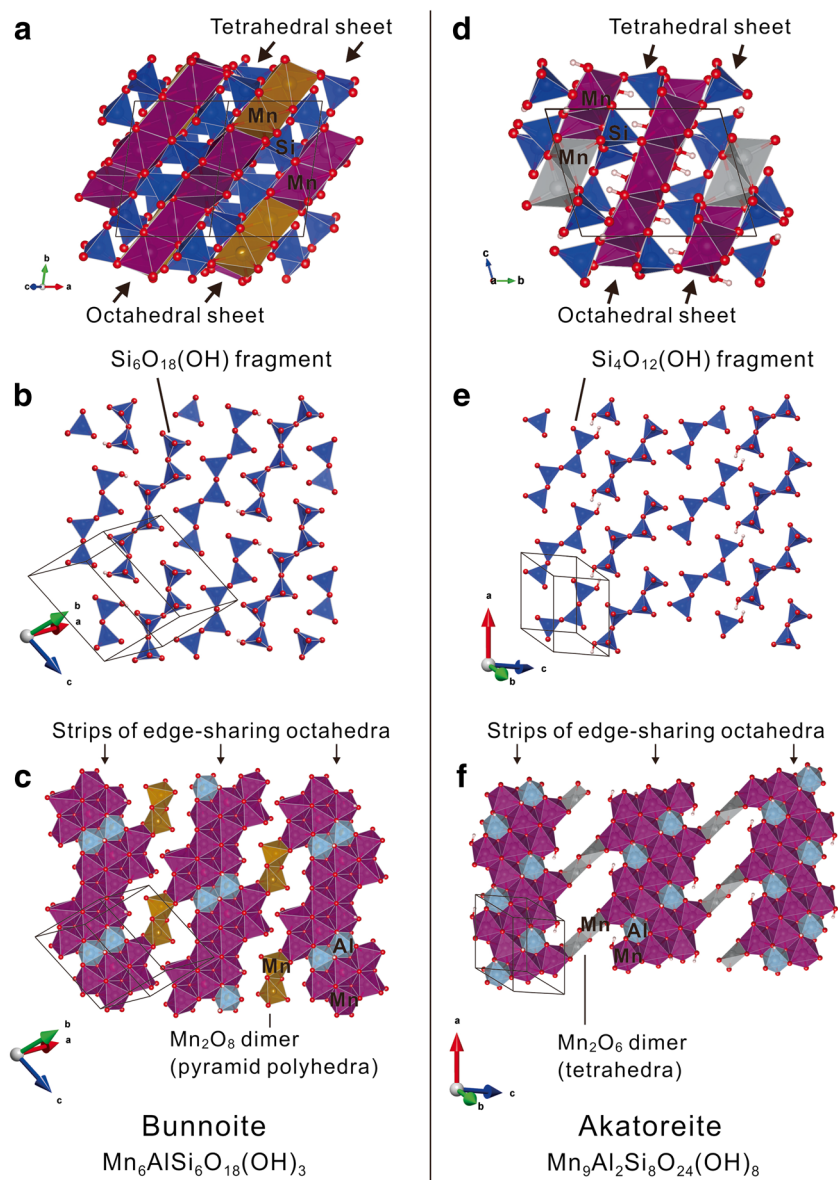 a
Tetrahedral sheet
Mn
Si
Mn
b
c
a
Octahedral sheet
Si₆O₁₈(OH) fragment
b
b
a
c
Strips of edge-sharing octahedra
c
Al
Mn
Mn
b
a
c
Mn₂O₈ dimer
(pyramid polyhedra)
Bunnoite
Mn₆AlSi₆O₁₈(OH)₃
d
Tetrahedral sheet
Mn
Si
Mn
c
a
b
Octahedral sheet
Si₄O₁₂(OH) fragment
e
a
c
b
Strips of edge-sharing octahedra
f
Mn
Al
Mn
a
c
b
Mn₂O₆ dimer
(tetrahedra)
Akatoreite
Mn₉Al₂Si₈O₂₄(OH)₈